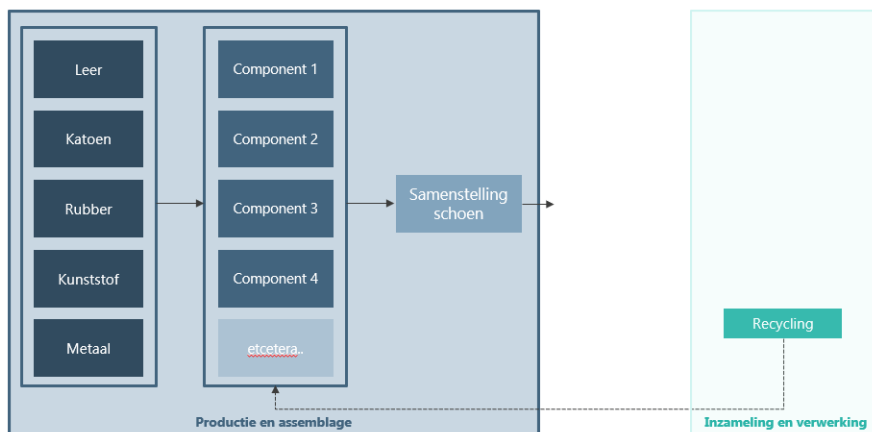 Leer
Katoen
Rubber
Kunststof
Metaal
Component 1
Component 2
Component 3
Component 4
etcetera..
Samenstelling
schoen
Productie en assemblage
Recycling
Inzameling en verwerking